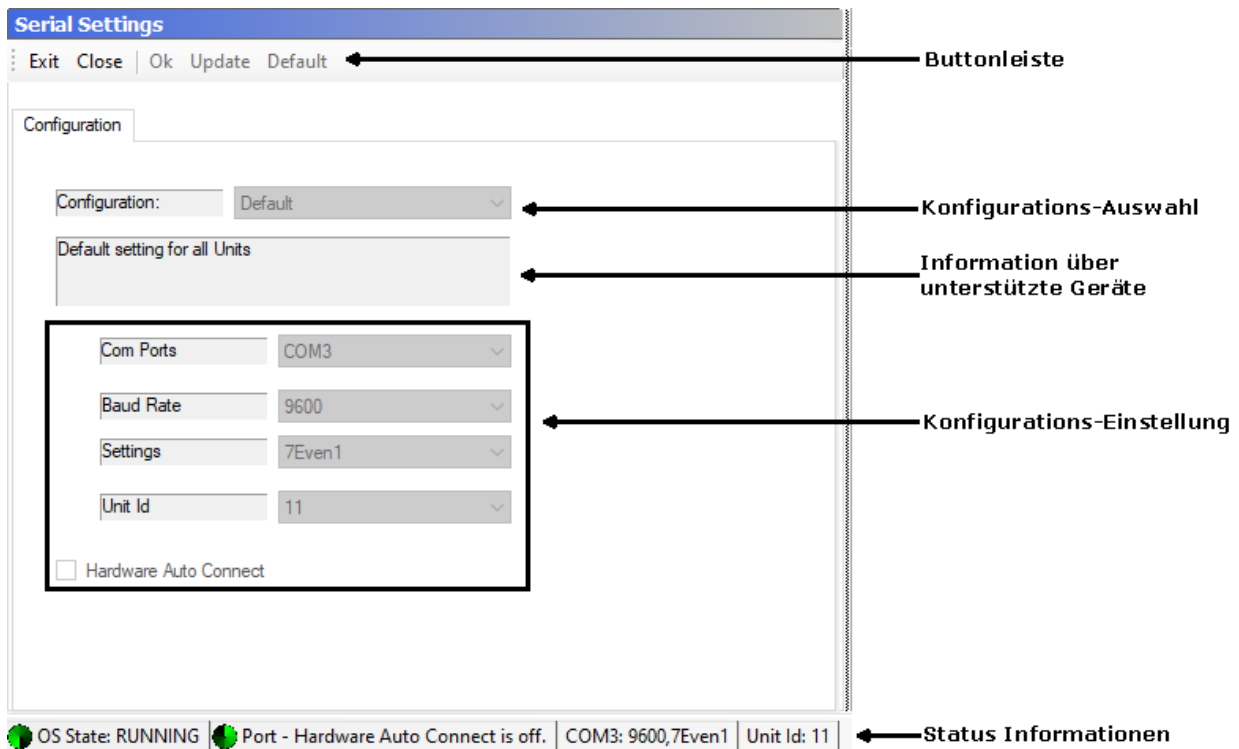 Serial Settings
Exit Close Ok Update Default
Buttonleiste
Configuration
Configuration: Default
Konfigurations-Auswahl
Default setting for all Units
Information über
unterstützte Geräte
Com Ports COM3
Baud Rate 9600
Konfigurations-Einstellung
Settings 7Even1
Unit Id 11
Hardware Auto Connect
OS State: RUNNING Port - Hardware Auto Connect is off. COM3: 9600,7Even1 Unit Id: 11
Status Informationen